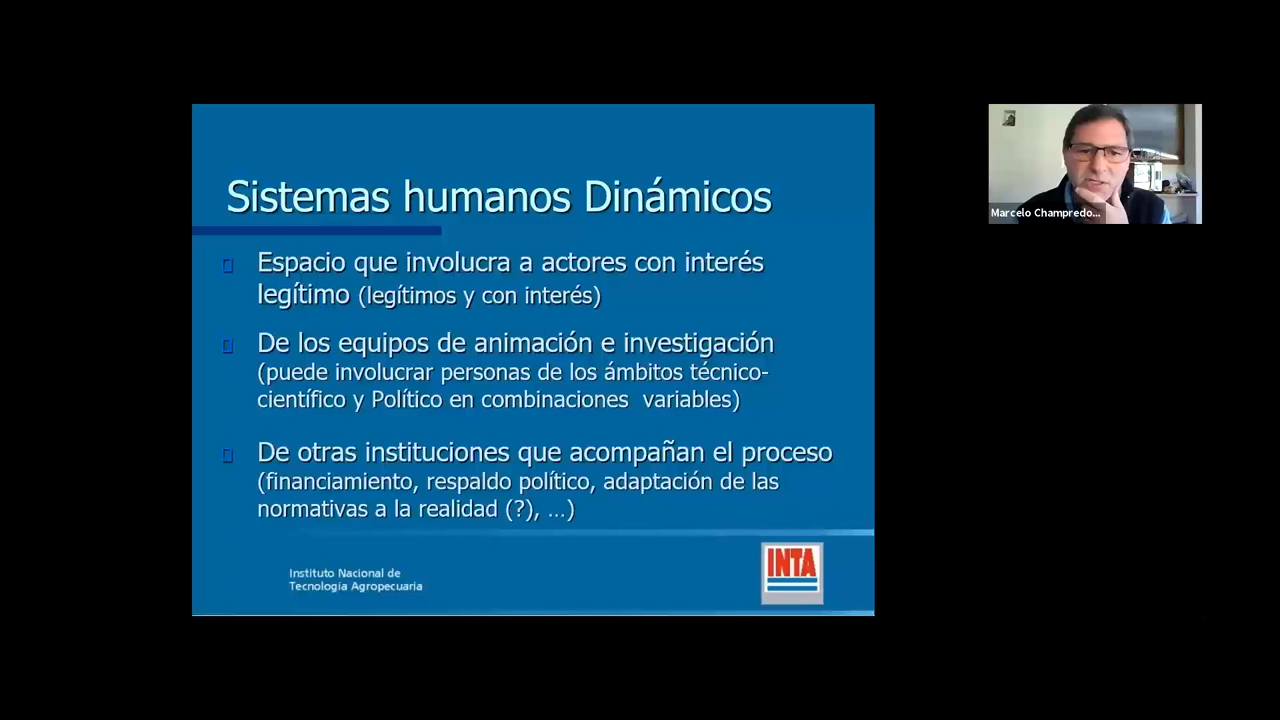 Sistemas humanos Dinámicos
Espacio que involucra a actores con interés
legítimo (legítimos y con interés)
De los equipos de animación e investigación
(puede involucrar personas de los ámbitos técnico-
científico y Político en combinaciones variables)
De otras instituciones que acompañan el proceso
(financiamiento, respaldo político, adaptación de las
normativas a la realidad (?), ...)
Instituto Nacional de
Tecnología Agropecuaria
INTA
Marcelo Champredo...